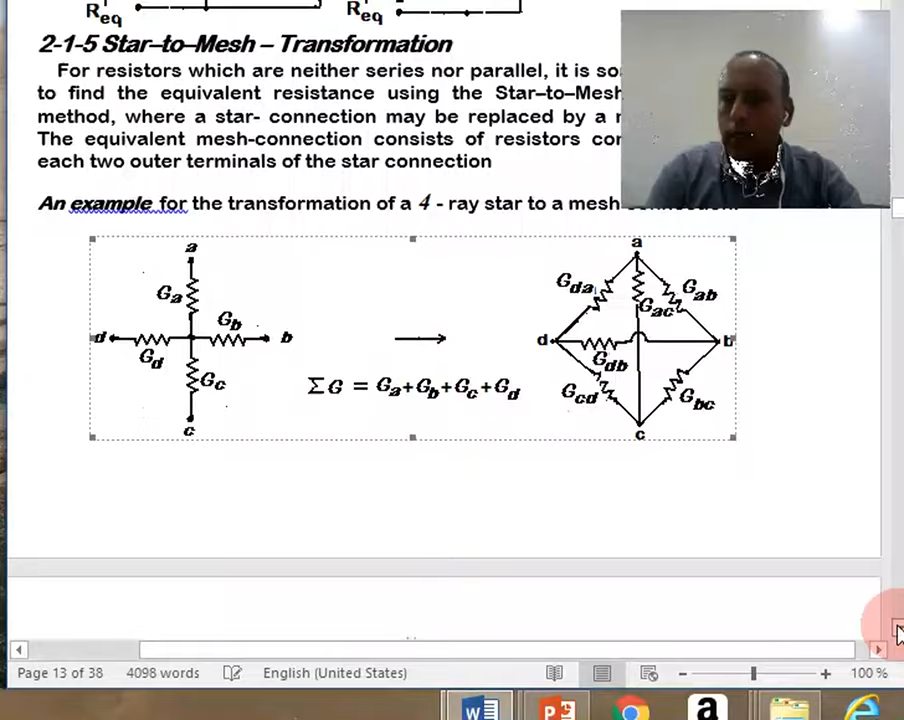 R'eq R'eq
2-1-5 Star–to–Mesh – Transformation
For resistors which are neither series nor parallel, it is so
to find the equivalent resistance using the Star–to–Mesh
method, where a star- connection may be replaced by a
The equivalent mesh-connection consists of resistors co
each two outer terminals of the star connection
An example for the transformation of a 4 - ray star to a mesh
a a
Ga Gda Gab
Gac
Gb
d b d b
Gd Gdb
Gc ΣG = Ga+Gb+Gc+Gd Gcd Gbc
c c
Page 13 of 38 4098 words English (United States) 100 %
W P a e